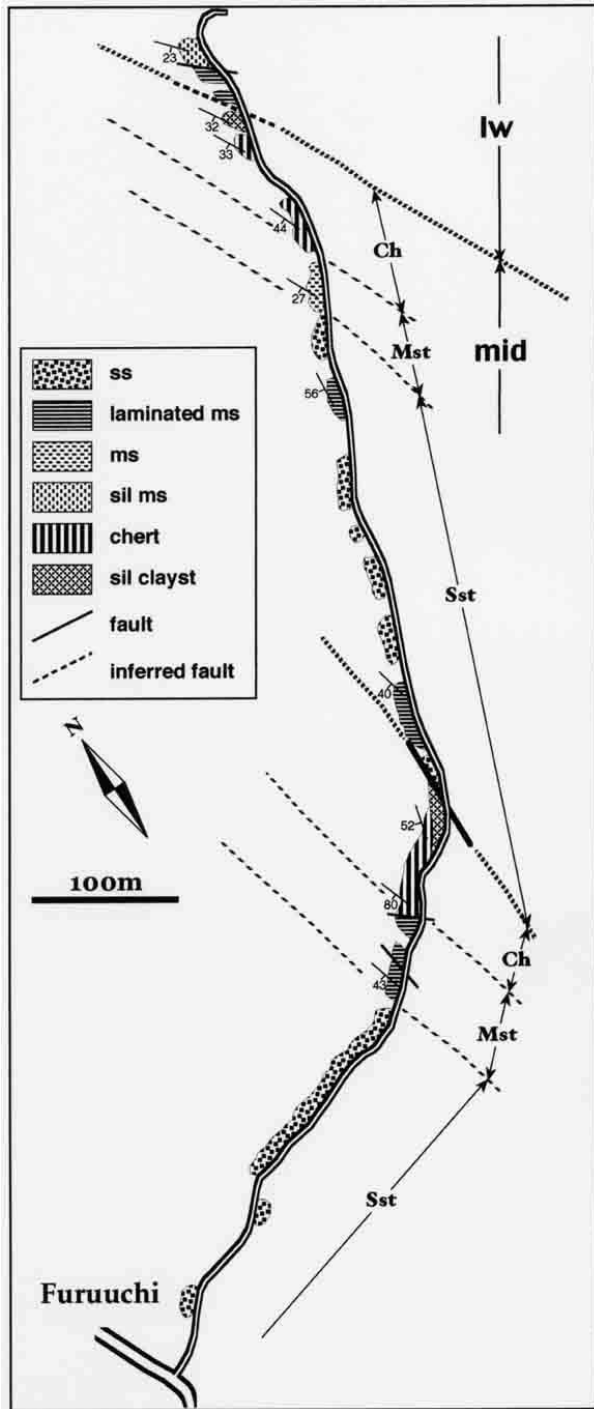 23
lw
32
33
44
Ch
27
Mst
mid
56
ss
laminated ms
ms
sil ms
chert
sil clayst
fault
inferred fault
Sst
40
N
52
100m
80
Ch
43
Mst
Sst
Furuuchi